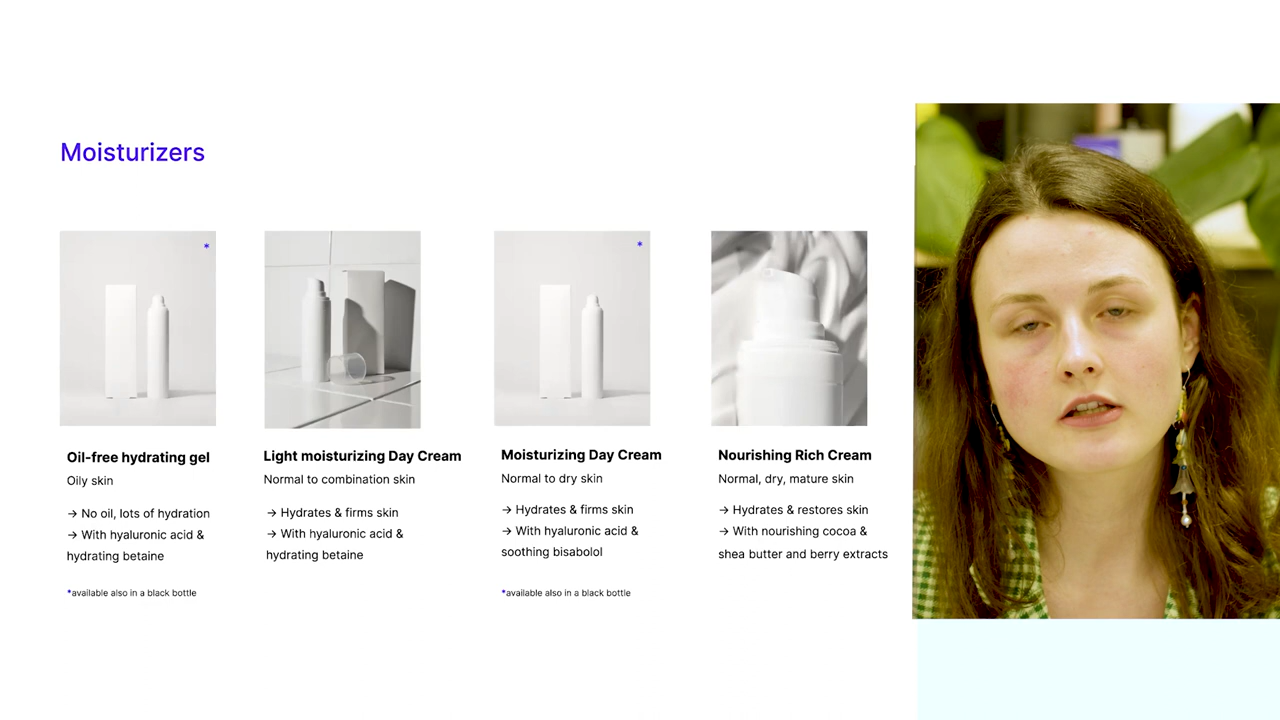 Moisturizers
*
*
Oil-free hydrating gel
Oily skin
→ No oil, lots of hydration
→ With hyaluronic acid &
hydrating betaine
*available also in a black bottle
Light moisturizing Day Cream
Normal to combination skin
→ Hydrates & firms skin
→ With hyaluronic acid &
hydrating betaine
Moisturizing Day Cream
Normal to dry skin
→ Hydrates & firms skin
→ With hyaluronic acid &
soothing bisabolol
*available also in a black bottle
Nourishing Rich Cream
Normal, dry, mature skin
→ Hydrates & restores skin
→ With nourishing cocoa &
shea butter and berry extracts